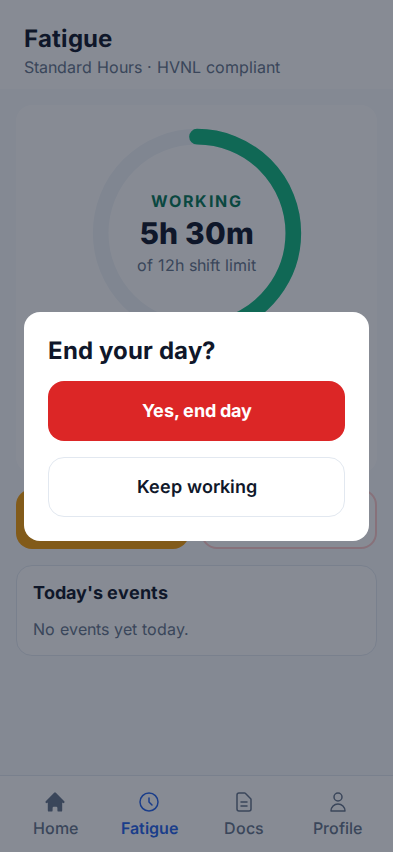 Fatigue
Standard Hours · HVNL compliant
WORKING
5h 30m
of 12h shift limit
End your day?
Yes, end day
Keep working
Today's events
No events yet today.
Home
Fatigue
Docs
Profile